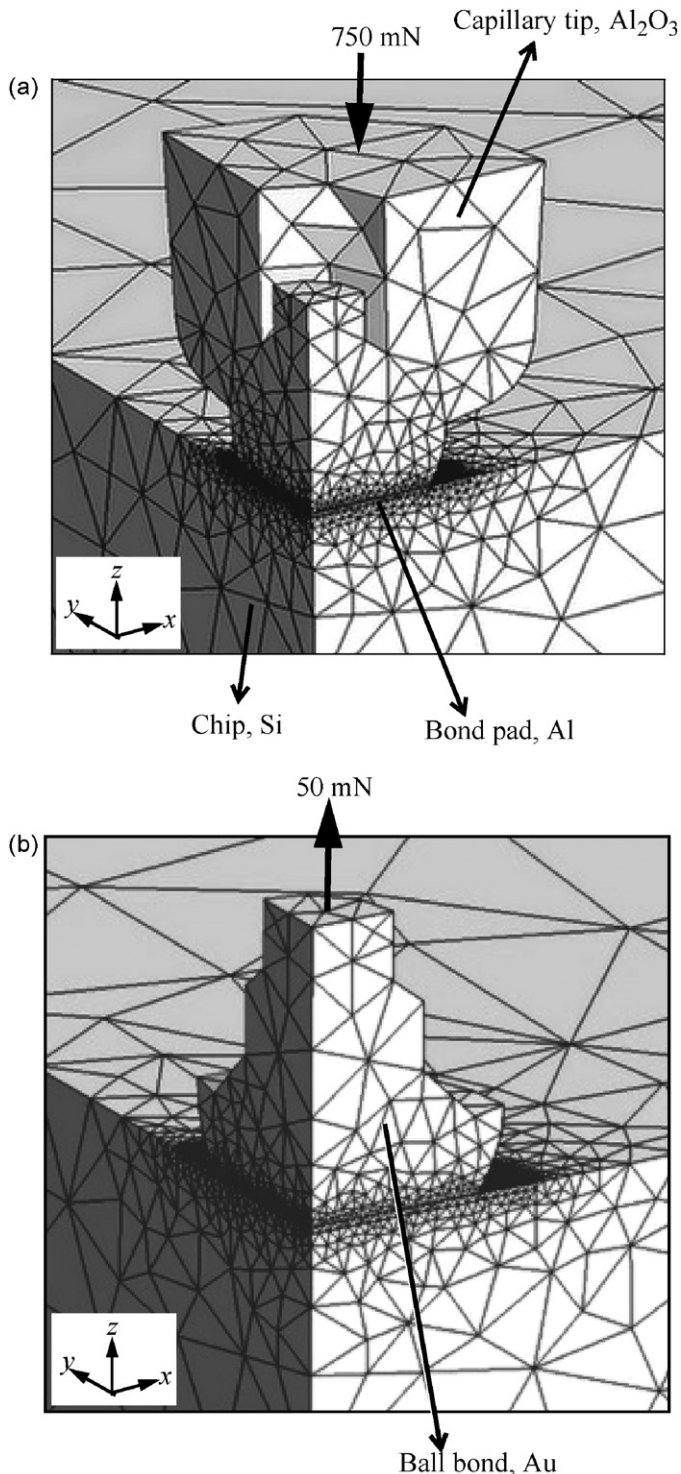 750 mN
Capillary tip, Al₂O₃
(a)
z
y
x
Chip, Si
Bond pad, Al
50 mN
(b)
z
y
x
Ball bond, Au